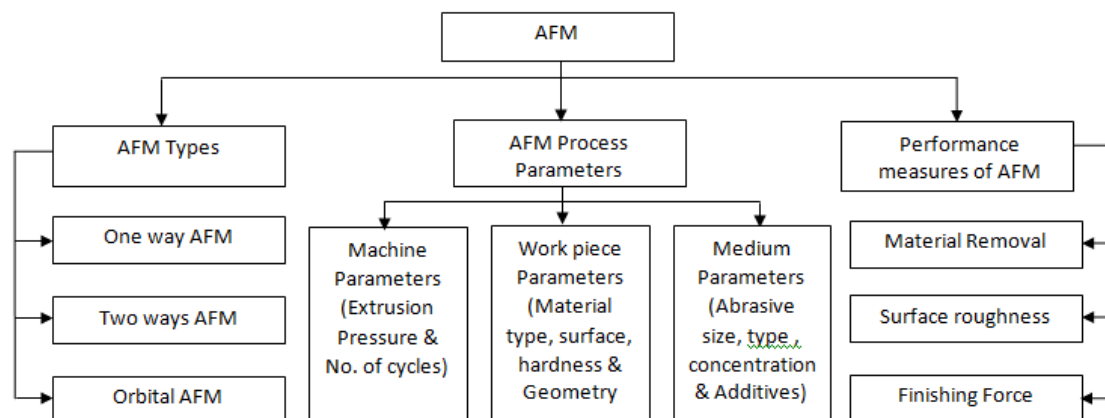 AFM
AFM Types
AFM Process
Parameters
Performance
measures of AFM
One way AFM
Two ways AFM
Orbital AFM
Machine
Parameters
(Extrusion
Pressure &
No. of cycles)
Work piece
Parameters
(Material
type, surface,
hardness &
Geometry
Medium
Parameters
(Abrasive
size, type ,
concentration
& Additives)
Material Removal
Surface roughness
Finishing Force